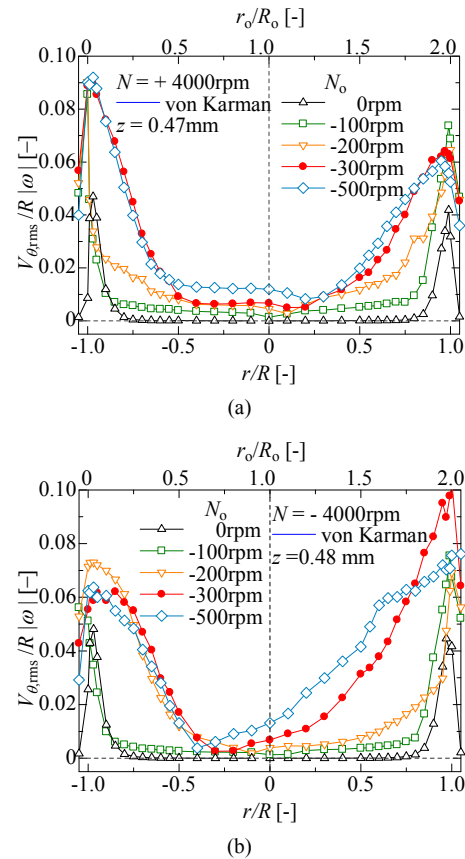 r_o/R_o [-]
0 0.5 1.0 1.5 2.0
0.10
0.08
0.06
0.04
0.02
0
V_θ,rms /R |ω| [−]
N = + 4000rpm
von Karman
z = 0.47mm
N_o
0rpm
-100rpm
-200rpm
-300rpm
-500rpm
-1.0 -0.5 0 0.5 1.0
r/R [-]
(a)
r_o/R_o [-]
0 0.5 1.0 1.5 2.0
0.10
0.08
0.06
0.04
0.02
0
V_θ,rms /R |ω| [−]
N_o
0rpm
-100rpm
-200rpm
-300rpm
-500rpm
N = - 4000rpm
von Karman
z =0.48 mm
-1.0 -0.5 0 0.5 1.0
r/R [-]
(b)